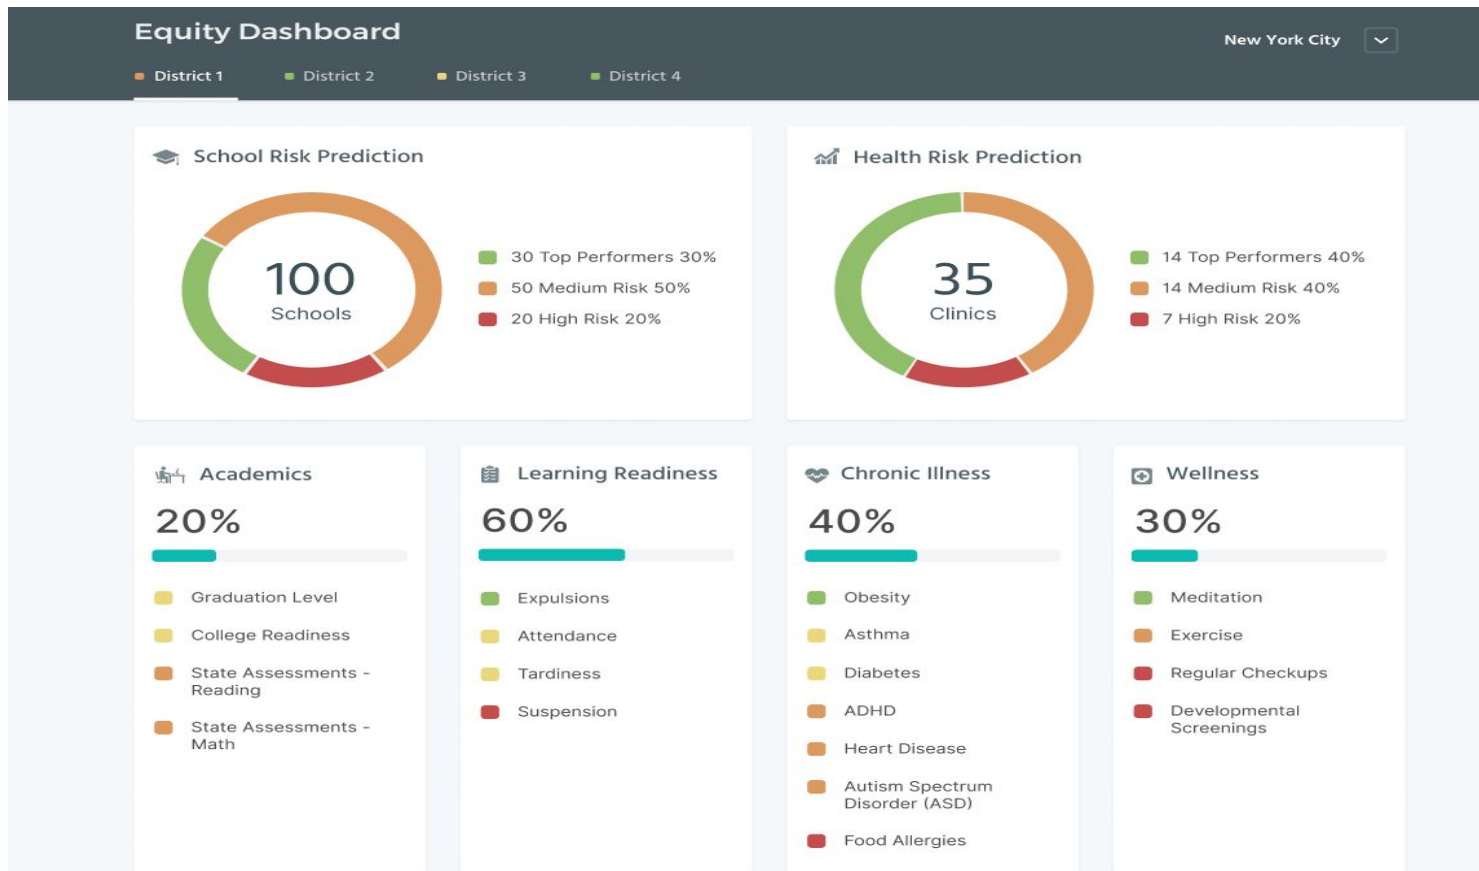 Equity Dashboard
New York City
District 1
District 2
District 3
District 4
School Risk Prediction
100
Schools
30 Top Performers 30%
50 Medium Risk 50%
20 High Risk 20%
Health Risk Prediction
35
Clinics
14 Top Performers 40%
14 Medium Risk 40%
7 High Risk 20%
Academics
20%
Graduation Level
College Readiness
State Assessments -
Reading
State Assessments -
Math
Learning Readiness
60%
Expulsions
Attendance
Tardiness
Suspension
Chronic Illness
40%
Obesity
Asthma
Diabetes
ADHD
Heart Disease
Autism Spectrum
Disorder (ASD)
Food Allergies
Wellness
30%
Meditation
Exercise
Regular Checkups
Developmental
Screenings